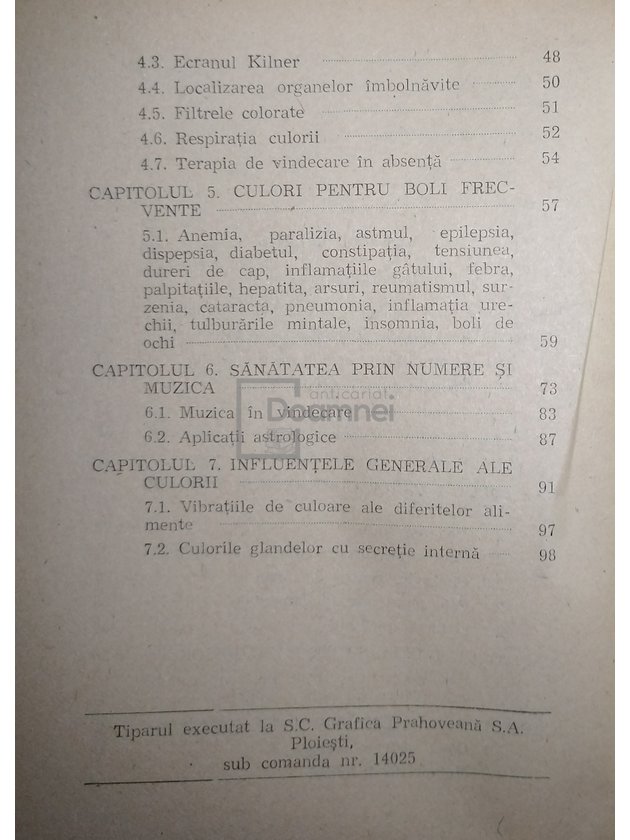 4.3. Ecranul Kilner 48
4.4. Localizarea organelor îmbolnăvite 50
4.5. Filtrele colorate 51
4.6. Respirația culorii 52
4.7. Terapia de vindecare în absență 54
CAPITOLUL 5. CULORI PENTRU BOLI FREC-
VENTE 57
5.1. Anemia, paralizia, astmul, epilepsia,
dispepsia, diabetul, constipația, tensiunea,
dureri de cap, inflamațiile gâtului, febra,
palpitațiile, hepatita, arsuri, reumatismul, sur-
zenia, cataracta, pneumonia, inflamația ure-
chii, tulburările mintale, insomnia, boli de
ochi 59
CAPITOLUL 6. SĂNĂTATEA PRIN NUMERE ȘI
MUZICA 73
anticariat
Doamnei
6.1. Muzica în vindecare 83
6.2. Aplicații astrologice 87
CAPITOLUL 7. INFLUENȚELE GENERALE ALE
CULORII 91
7.1. Vibrațiile de culoare ale diferitelor ali-
mente 97
7.2. Culorile glandelor cu secreție internă 98
Tiparul executat la S.C. Grafica Prahoveană S.A.
Ploiești,
sub comanda nr. 14025